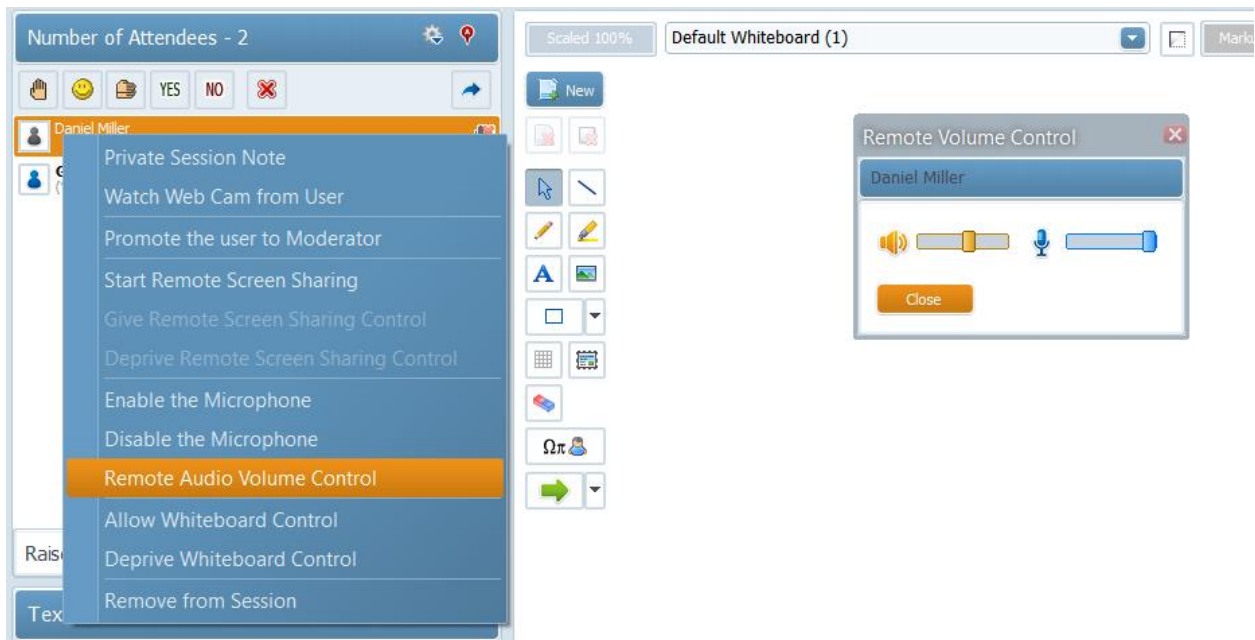 Number of Attendees - 2
YES NO
Daniel Miller
Private Session Note
Watch Web Cam from User
Promote the user to Moderator
Start Remote Screen Sharing
Give Remote Screen Sharing Control
Deprive Remote Screen Sharing Control
Enable the Microphone
Disable the Microphone
Remote Audio Volume Control
Allow Whiteboard Control
Deprive Whiteboard Control
Remove from Session
Scaled 100%
Default Whiteboard (1)
New
A
Ωπ
Remote Volume Control
Daniel Miller
Close